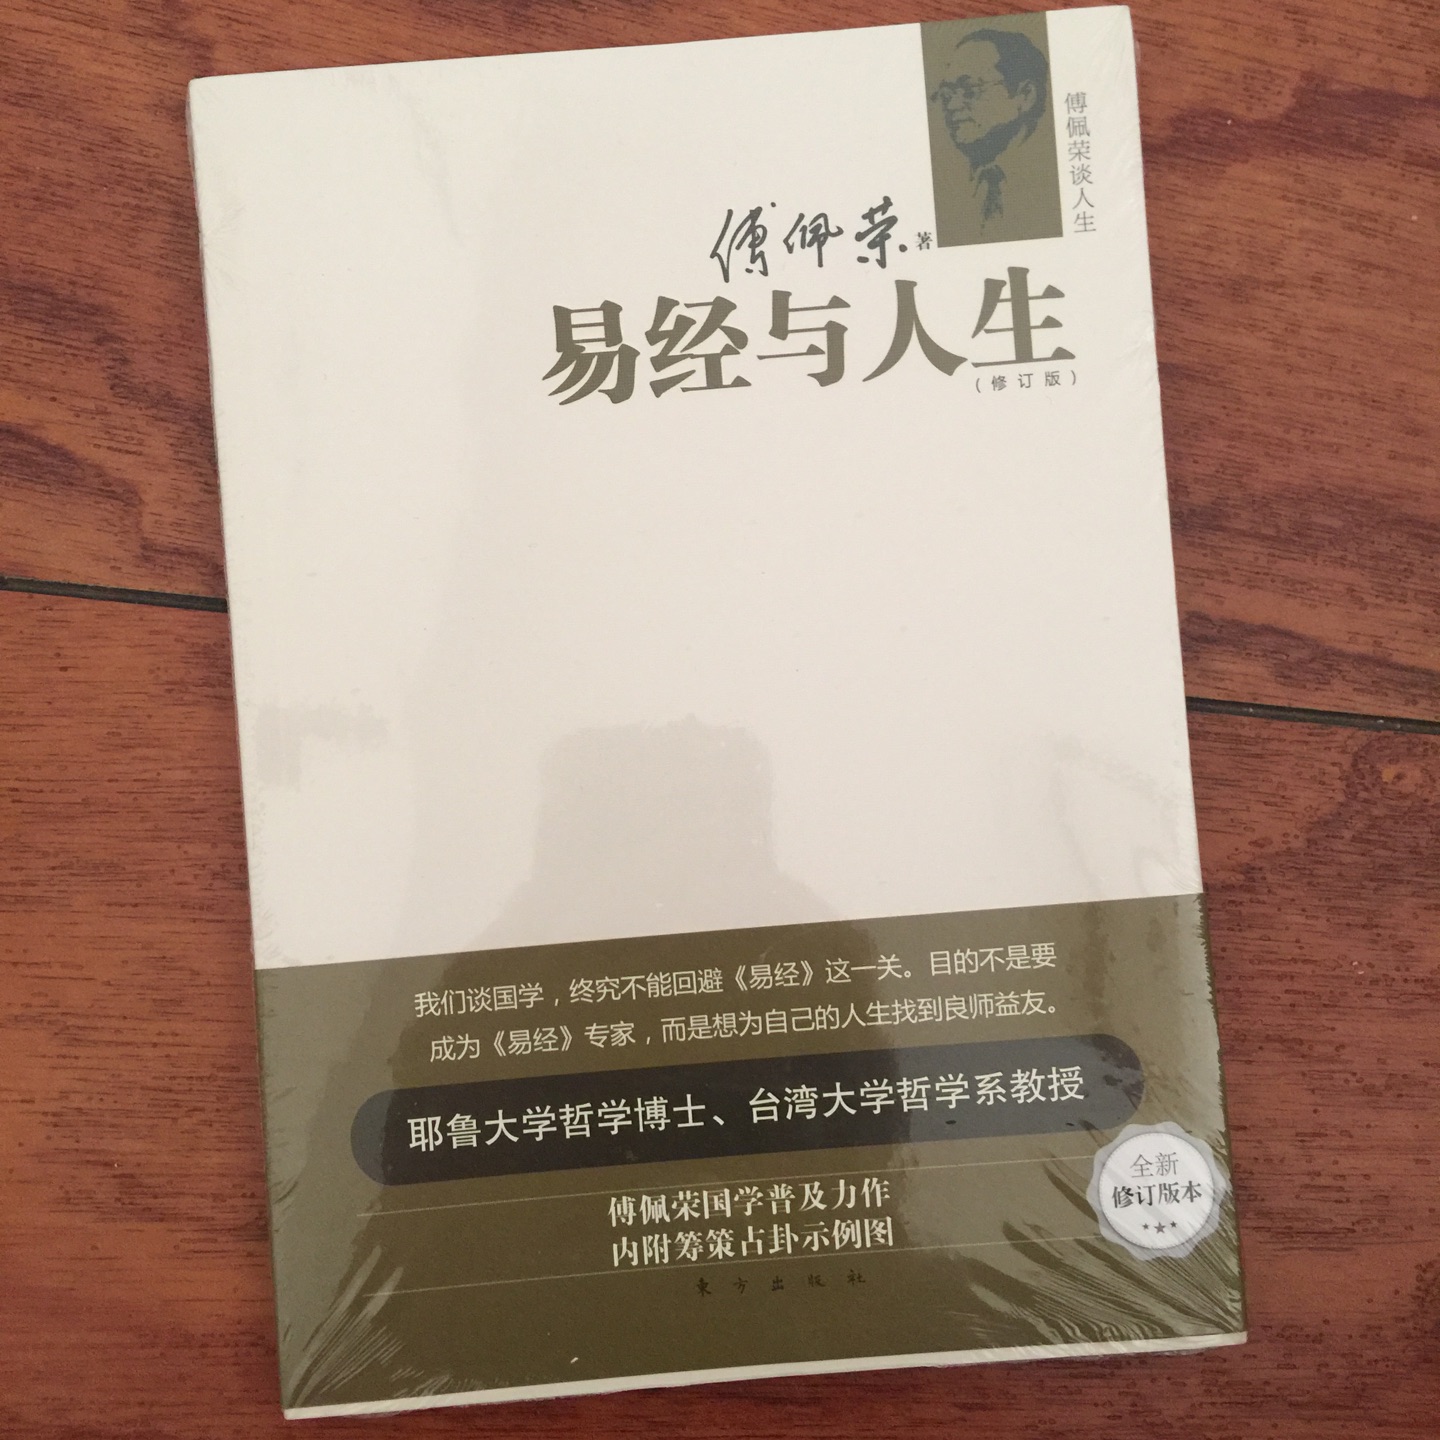 傅佩荣谈人生
傅佩荣 著
易经与人生
(修订版)
我们谈国学，终究不能回避《易经》这一关。目的不是要
成为《易经》专家，而是想为自己的人生找到良师益友。
耶鲁大学哲学博士、台湾大学哲学系教授
全新
修订版本
傅佩荣国学普及力作
内附筹策占卦示例图
东方出版社